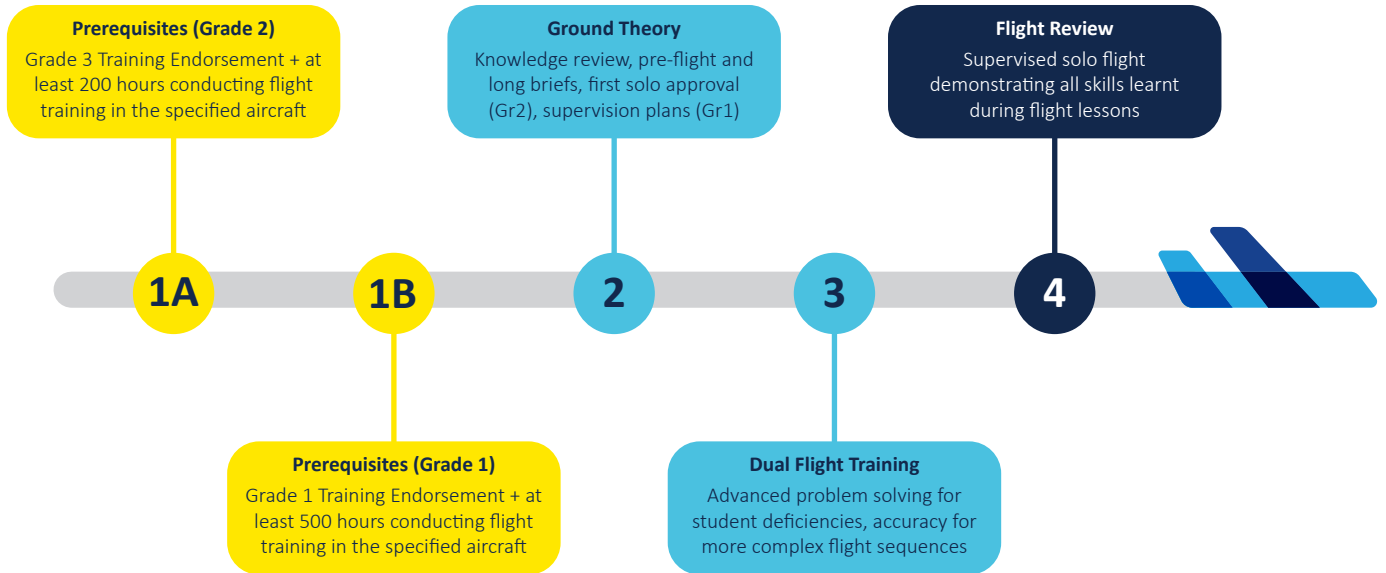 Prerequisites (Grade 2)
Grade 3 Training Endorsement + at
least 200 hours conducting flight
training in the specified aircraft
Ground Theory
Knowledge review, pre-flight and
long briefs, first solo approval
(Gr2), supervision plans (Gr1)
Flight Review
Supervised solo flight
demonstrating all skills learnt
during flight lessons
1A
1B
2
3
4
Prerequisites (Grade 1)
Grade 1 Training Endorsement + at
least 500 hours conducting flight
training in the specified aircraft
Dual Flight Training
Advanced problem solving for
student deficiencies, accuracy for
more complex flight sequences